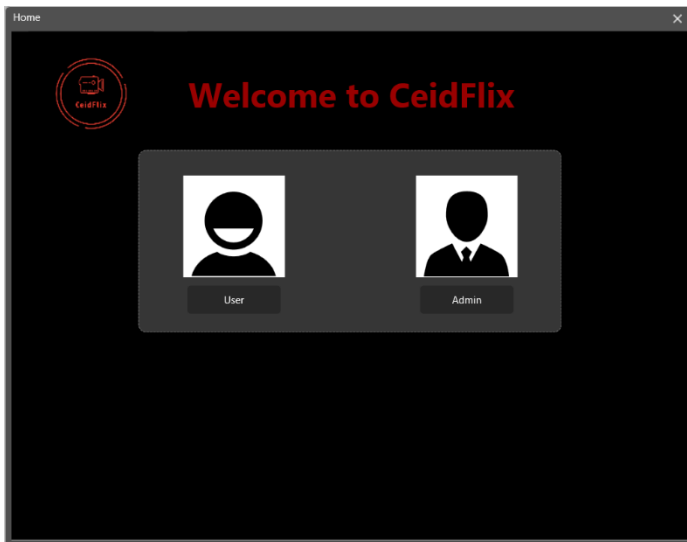 Home
CeidFlix
Welcome to CeidFlix
User
Admin